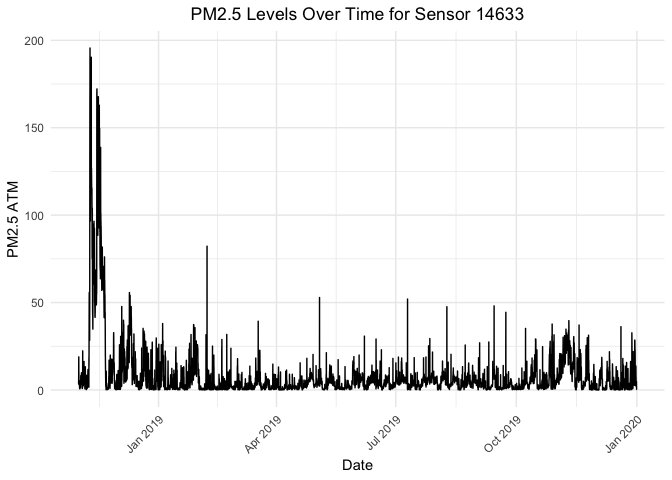 PM2.5 Levels Over Time for Sensor 14633
200
150
100
50
0
PM2.5 ATM
Jan 2019
Apr 2019
Jul 2019
Oct 2019
Jan 2020
Date